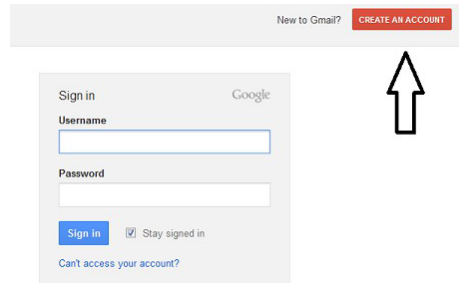 New to Gmail? CREATE AN ACCOUNT
Sign in Google
Username
Password
Sign in Stay signed in
Can't access your account?